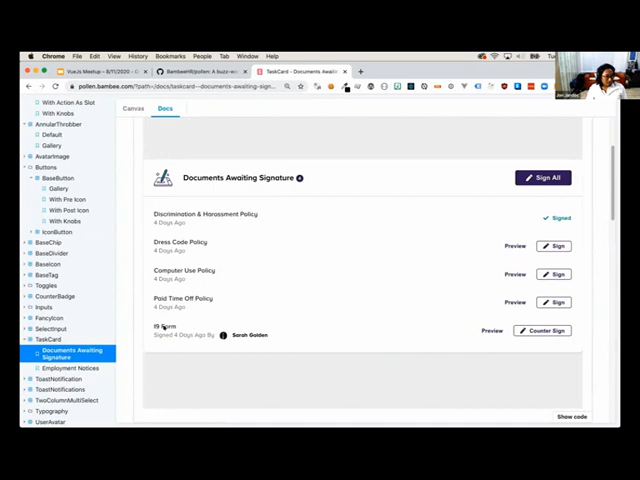 Chrome File Edit View History Bookmarks People Tab Window Help
VueJs Meetup – 8/11/2020 – G
BambeeHR/pollen: A buzz-wo
TaskCard - Documents Awaitin
pollen.bambee.com/?path=/docs/taskcard--documents-awaiting-sign...
With Action As Slot
With Knobs
AnnularThrobber
Default
With Knobs
AvatarImage
Buttons
BaseButton
Gallery
With Pre Icon
With Post Icon
With Knobs
IconButton
BaseChip
BaseDivider
BaseIcon
BaseTag
Toggles
CounterBadge
Inputs
FancyIcon
SelectInput
TaskCard
Documents Awaiting
Signature
Employment Notices
ToastNotification
ToastNotifications
TwoColumnMultiSelect
Typography
UserAvatar
Canvas Docs
Documents Awaiting Signature
Sign All
Discrimination & Harassment Policy
4 Days Ago
Signed
Dress Code Policy
4 Days Ago
Preview Sign
Computer Use Policy
4 Days Ago
Preview Sign
Paid Time Off Policy
4 Days Ago
Preview Sign
I9 Form
Signed 4 Days Ago By Sarah Golden
Preview Counter Sign
Show code